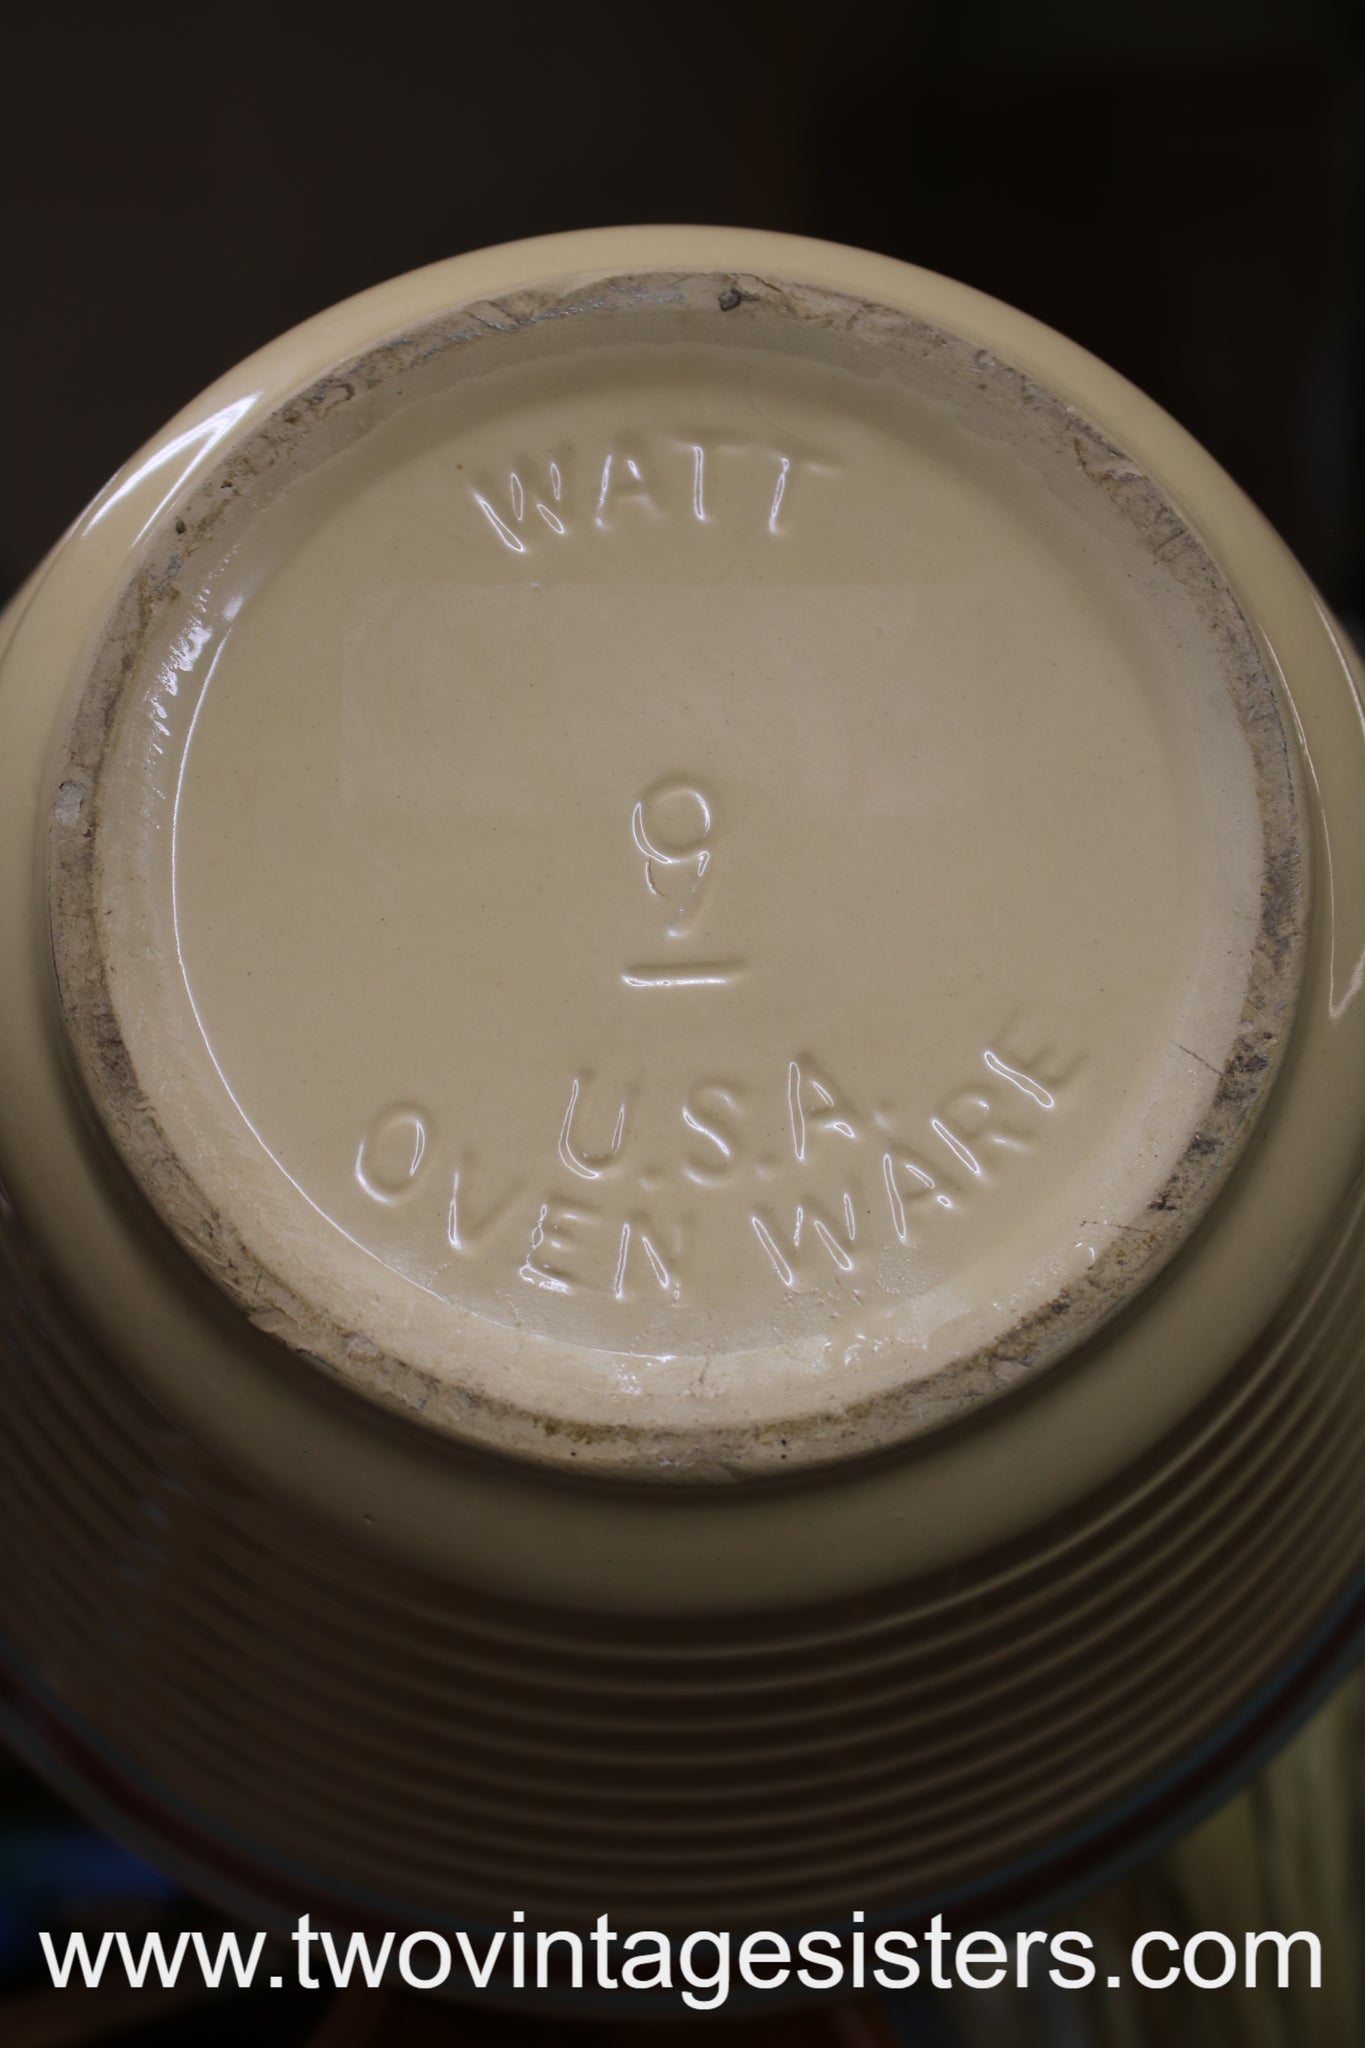 WATT
9
U.S.A.
OVEN WARE
www.twovintagesisters.com